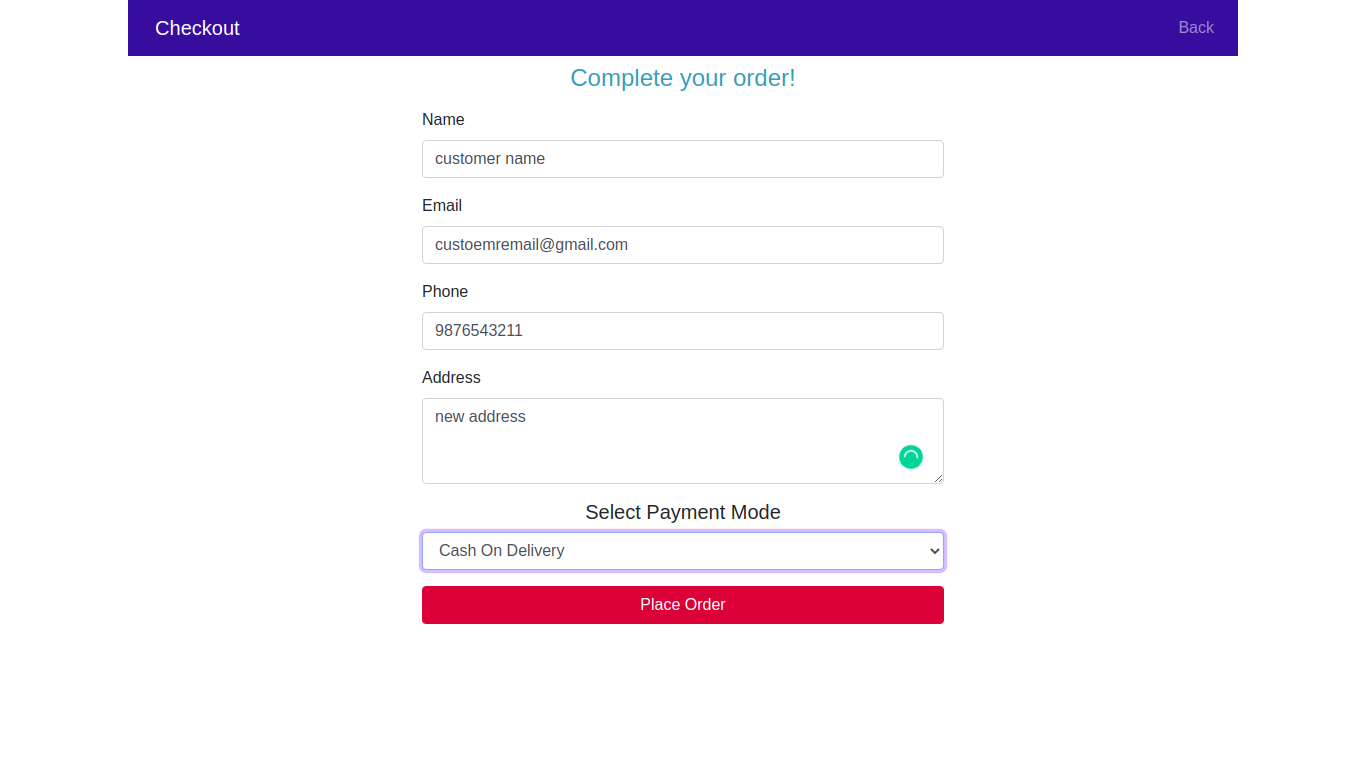 Checkout
Back
Complete your order!
Name
customer name
Email
custoemremail@gmail.com
Phone
9876543211
Address
new address
Select Payment Mode
Cash On Delivery
Place Order